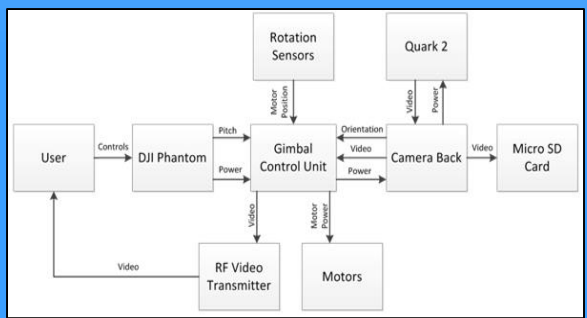 Rotation
Sensors
Quark 2
Motor
Position
Video
Power
User
Controls
DJI Phantom
Pitch
Power
Gimbal
Control Unit
Orientation
Video
Power
Camera Back
Video
Micro SD
Card
Video
Motor
Power
Video
RF Video
Transmitter
Motors